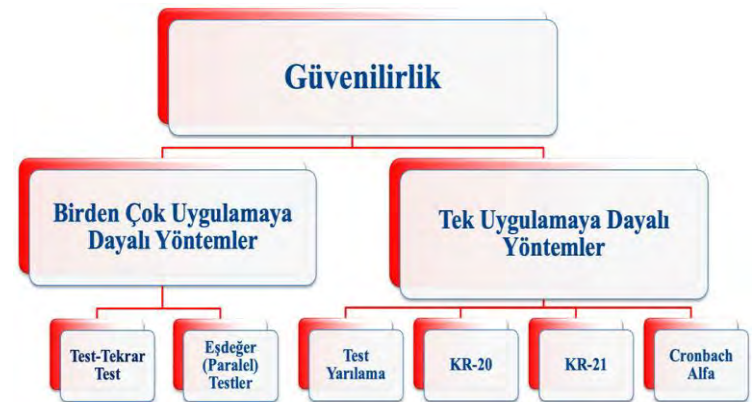 Güvenilirlik
Birden Çok Uygulamaya
Dayalı Yöntemler
Tek Uygulamaya Dayalı
Yöntemler
Test-Tekrar
Test
Eşdeğer
(Paralel)
Testler
Test
Yarılama
KR-20
KR-21
Cronbach
Alfa